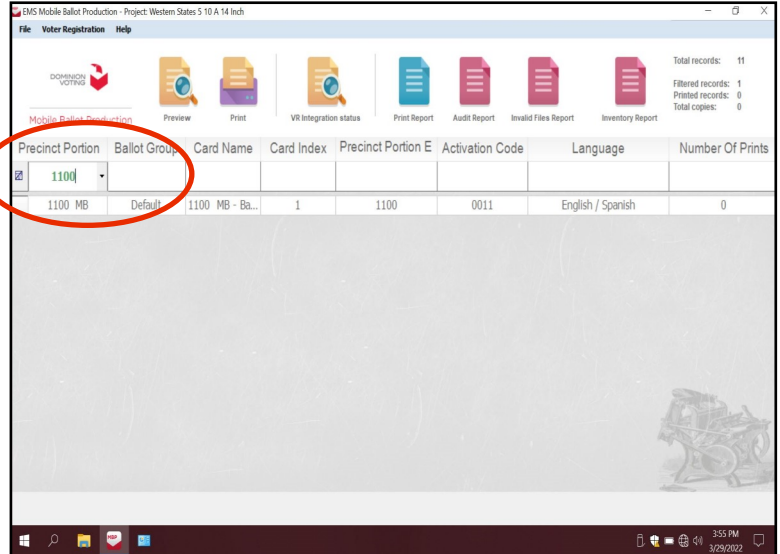 EMS Mobile Ballot Production - Project: Western States 5 10 A 14 Inch
File Voter Registration Help
DOMINION
VOTING
Mobile Ballot Production
Preview Print VR Integration status Print Report Audit Report Invalid Files Report Inventory Report
Total records: 11
Filtered records: 1
Printed records: 0
Total copies: 0
Precinct Portion Ballot Group Card Name Card Index Precinct Portion E Activation Code Language Number Of Prints
1100
1100 MB Default 1100 MB - Ba... 1 1100 0011 English / Spanish 0
MBP
3:55 PM
3/29/2022